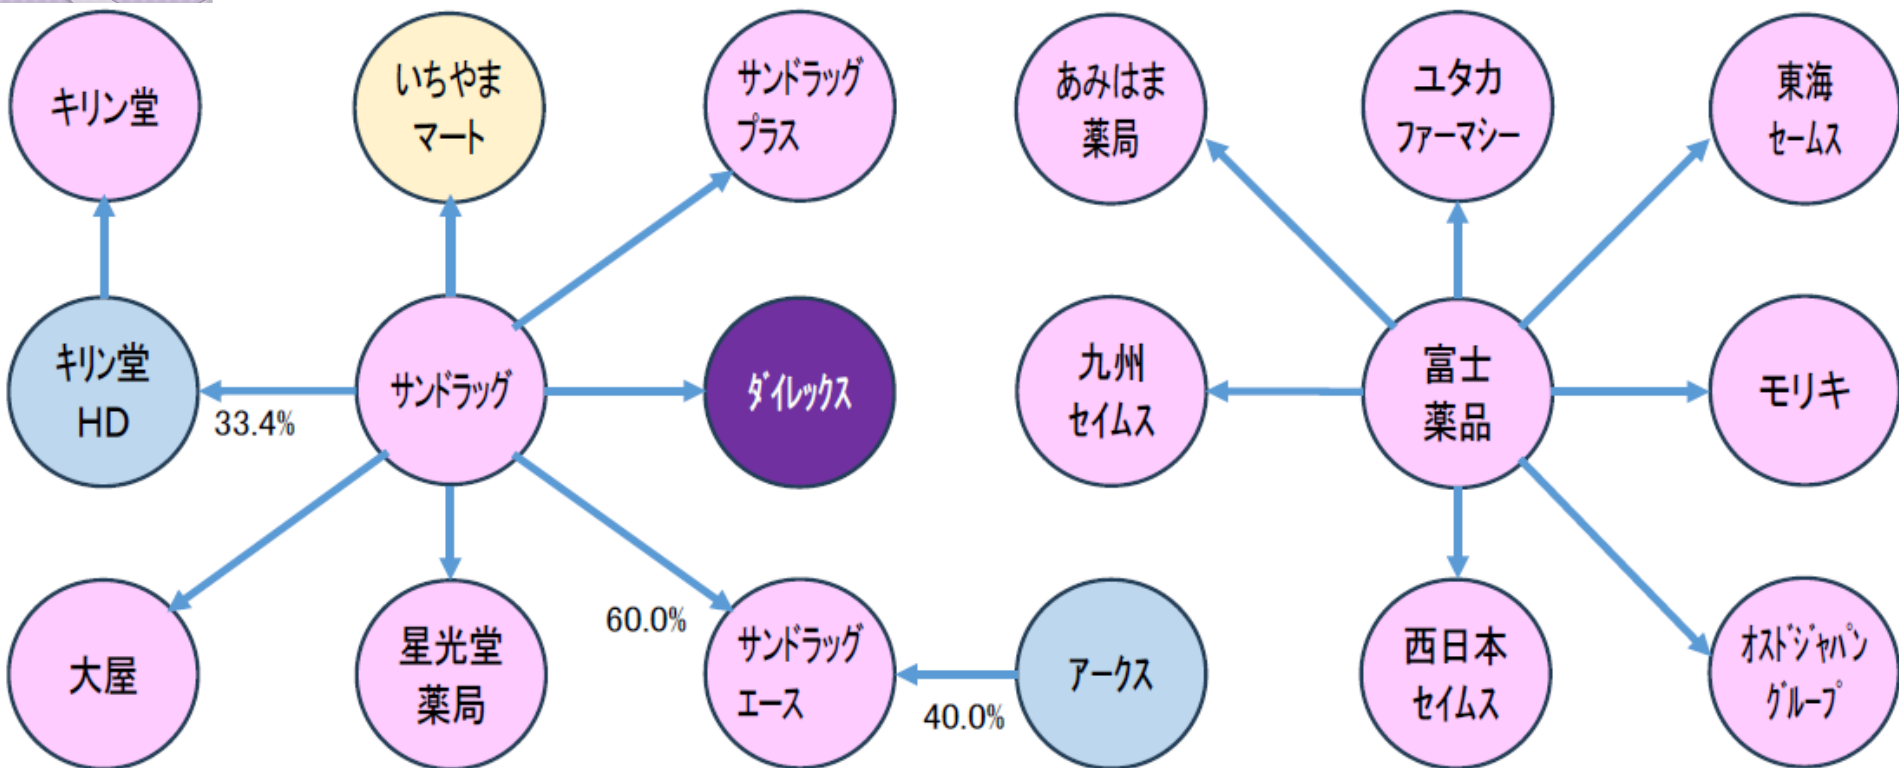 キリン堂
いちやま
マート
サンドラッグ
プラス
あみはま
薬局
ユタカ
ファーマシー
東海
セームス
キリン堂
HD
33.4%
サンドラッグ
ダイレックス
九州
セイムス
富士
薬品
モリキ
大屋
星光堂
薬局
60.0%
サンドラッグ
エース
40.0%
アークス
西日本
セイムス
オストジャパン
グループ